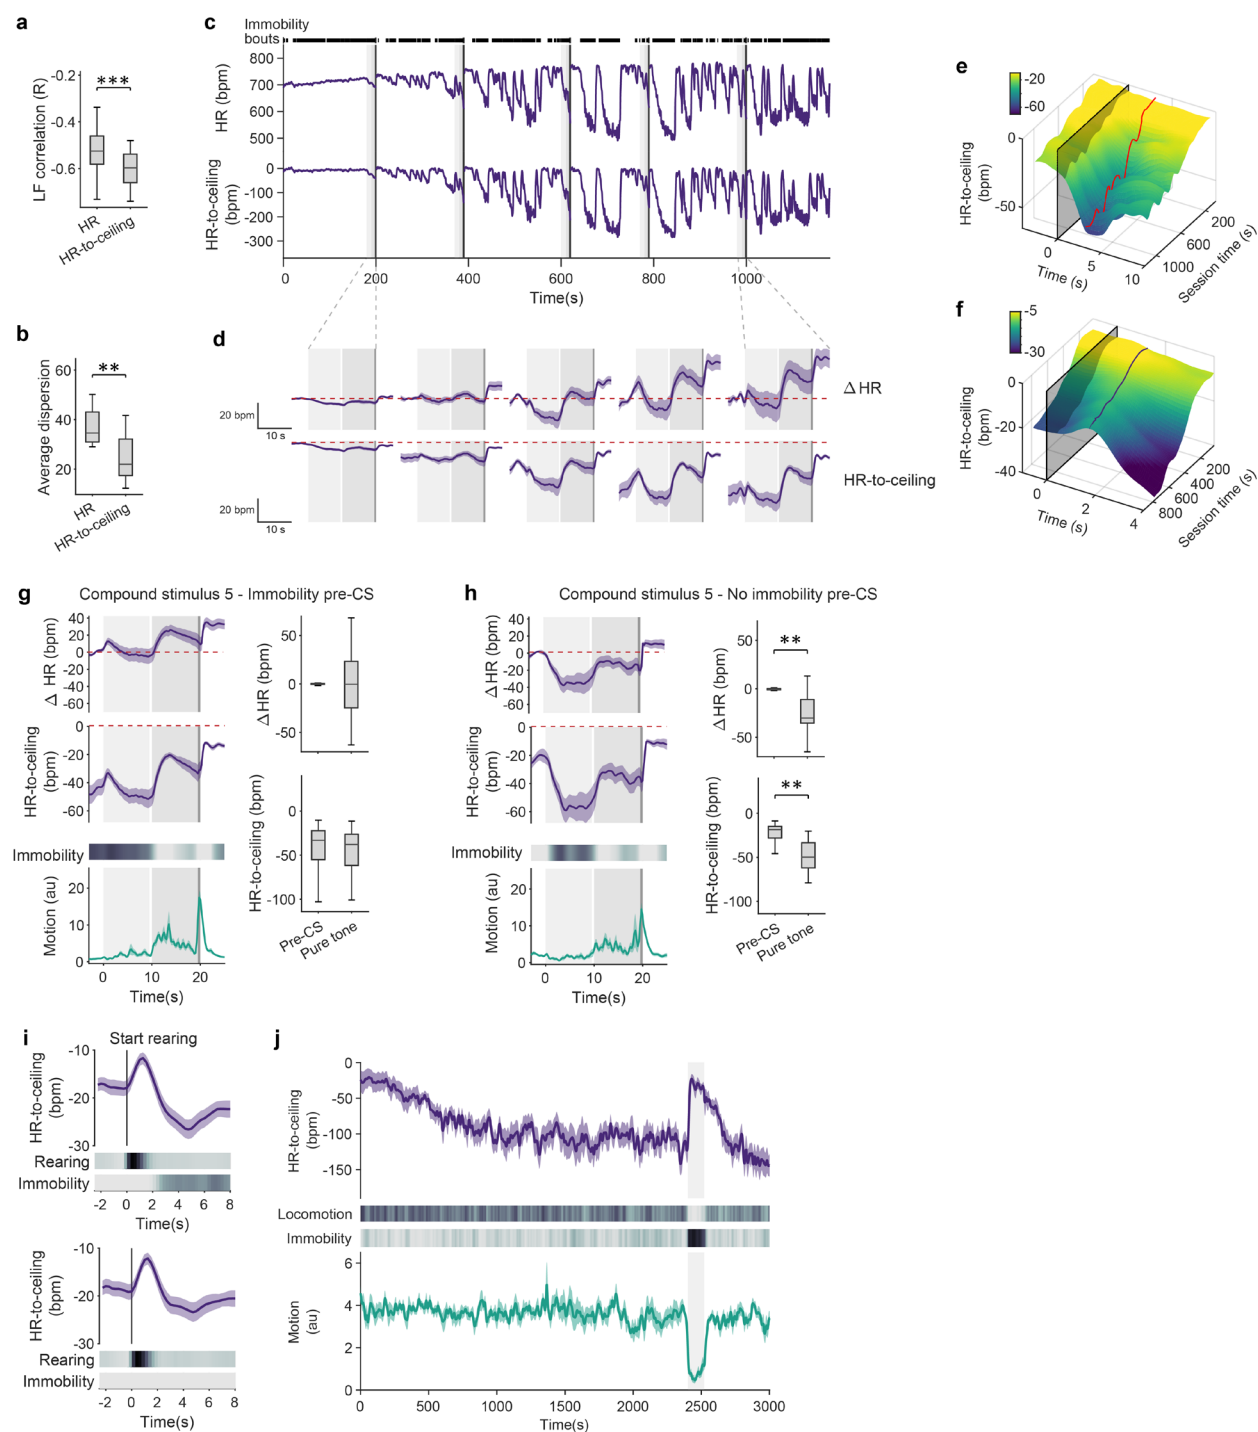 a
LF correlation (R)
-0.2
-0.4
-0.6
***
HR
HR-to-ceiling
b
Average dispersion
60
40
20
**
HR
HR-to-ceiling
c
Immobility
bouts
HR (bpm)
800
700
600
500
HR-to-ceiling
(bpm)
0
-100
-200
-300
0
200
400
600
800
1000
Time(s)
d
20 bpm
10 s
Δ HR
20 bpm
10 s
HR-to-ceiling
e
-20
-60
HR-to-ceiling
(bpm)
0
-50
0
5
10
Time (s)
200
600
1000
Session time (s)
f
-5
-30
HR-to-ceiling
(bpm)
0
-20
-40
0
2
4
Time (s)
200
400
600
800
Session time (s)
g
Compound stimulus 5 - Immobility pre-CS
Δ HR (bpm)
40
20
0
-20
-40
-60
HR-to-ceiling
(bpm)
0
-20
-40
-60
Immobility
Motion (au)
20
10
0
0
10
20
Time(s)
ΔHR (bpm)
50
0
-50
HR-to-ceiling (bpm)
0
-50
-100
Pre-CS
Pure tone
h
Compound stimulus 5 - No immobility pre-CS
ΔHR (bpm)
40
20
0
-20
-40
-60
HR-to-ceiling
(bpm)
0
-20
-40
-60
Immobility
Motion (au)
20
10
0
0
10
20
Time(s)
ΔHR (bpm)
50
0
-50
**
HR-to-ceiling (bpm)
0
-50
-100
**
Pre-CS
Pure tone
i
Start rearing
HR-to-ceiling
(bpm)
-10
-20
-30
Rearing
Immobility
-2
0
2
4
6
8
Time(s)
HR-to-ceiling
(bpm)
-10
-20
-30
Rearing
Immobility
-2
0
2
4
6
8
Time(s)
j
HR-to-ceiling
(bpm)
0
-50
-100
-150
Locomotion
Immobility
Motion
(au)
6
4
2
0
0
500
1000
1500
2000
2500
3000
Time(s)